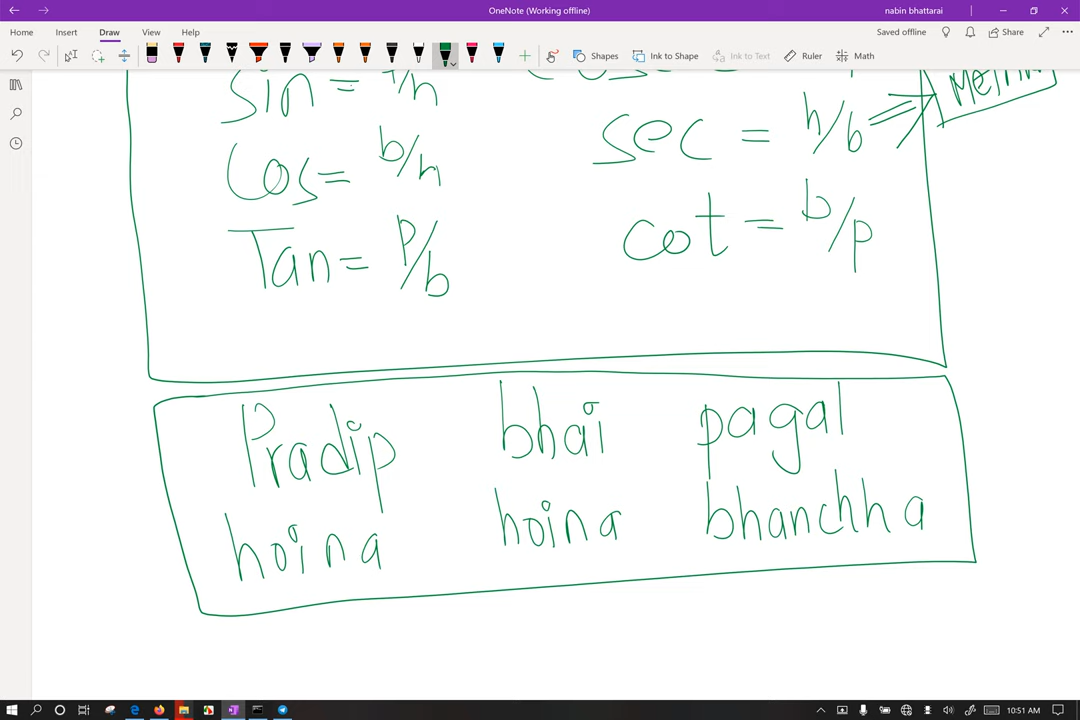 OneNote (Working offline)
nabin bhattarai
Home Insert Draw View Help
Saved offline
Share
Shapes Ink to Shape Ink to Text Ruler Math
sin =
sec = h/b
cos = b/h
cot = b/p
Tan = P/b
Pradip bhai pagal
hoina hoina bhanchha
10:51 AM